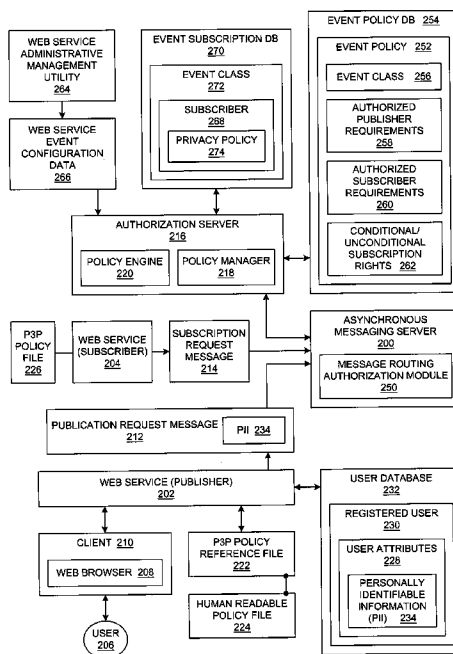 WEB SERVICE
ADMINISTRATIVE
MANAGEMENT
UTILITY
264
WEB SERVICE
EVENT
CONFIGURATION
DATA
266
EVENT SUBSCRIPTION DB
270
EVENT CLASS
272
SUBSCRIBER
268
PRIVACY POLICY
274
EVENT POLICY DB 254
EVENT POLICY 252
EVENT CLASS 256
AUTHORIZED
PUBLISHER
REQUIREMENTS
258
AUTHORIZED
SUBSCRIBER
REQUIREMENTS
260
CONDITIONAL/
UNCONDITIONAL
SUBSCRIPTION
RIGHTS 262
AUTHORIZATION SERVER
216
POLICY ENGINE
220
POLICY MANAGER
218
P3P
POLICY
FILE
226
WEB SERVICE
(SUBSCRIBER)
204
SUBSCRIPTION
REQUEST
MESSAGE
214
ASYNCHRONOUS
MESSAGING SERVER
200
MESSAGE ROUTING
AUTHORIZATION MODULE
250
PUBLICATION REQUEST MESSAGE
212
PII 234
WEB SERVICE (PUBLISHER)
202
CLIENT 210
WEB BROWSER 208
USER
206
P3P POLICY
REFERENCE FILE
222
HUMAN READABLE
POLICY FILE
224
USER DATABASE
232
REGISTERED USER
230
USER ATTRIBUTES
228
PERSONALLY
IDENTIFIABLE
INFORMATION
(PII) 234